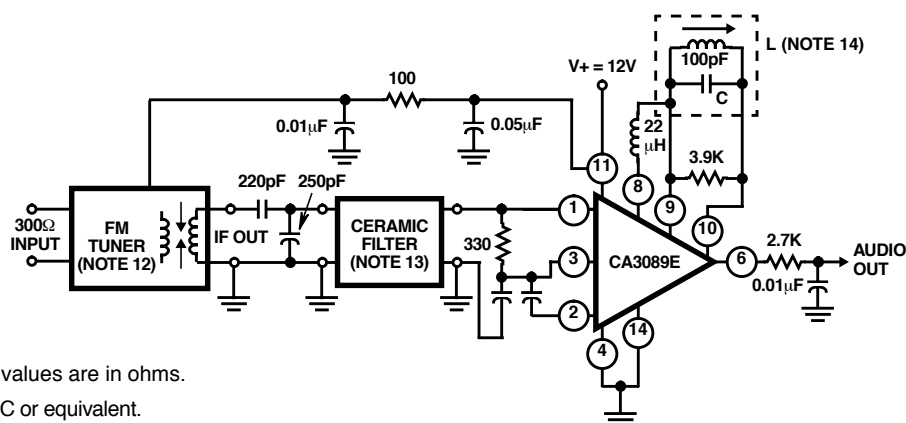 L (NOTE 14)
100pF
C
V+ = 12V
100
0.01µF
0.05µF
22
µH
3.9K
11
8
9
10
220pF
250pF
300Ω
INPUT
FM
TUNER
(NOTE 12)
IF OUT
CERAMIC
FILTER
(NOTE 13)
330
1
3
2
CA3089E
6
2.7K
AUDIO
OUT
0.01µF
4
14
values are in ohms.
C or equivalent.